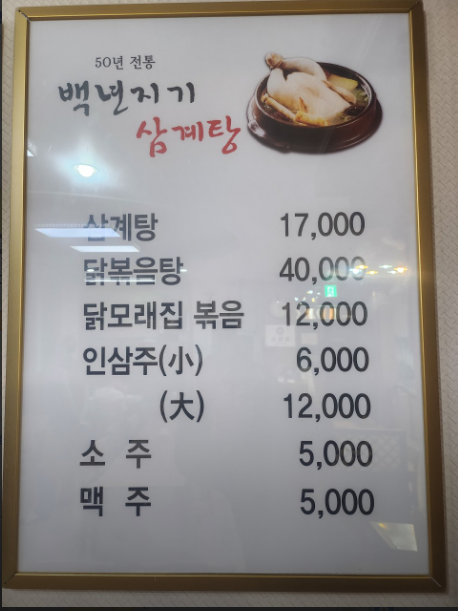 50년 전통
백년지기
삼계탕
삼계탕 17,000
닭볶음탕 40,000
닭모래집 볶음 12,000
인삼주(小) 6,000
(大) 12,000
소 주 5,000
맥 주 5,000